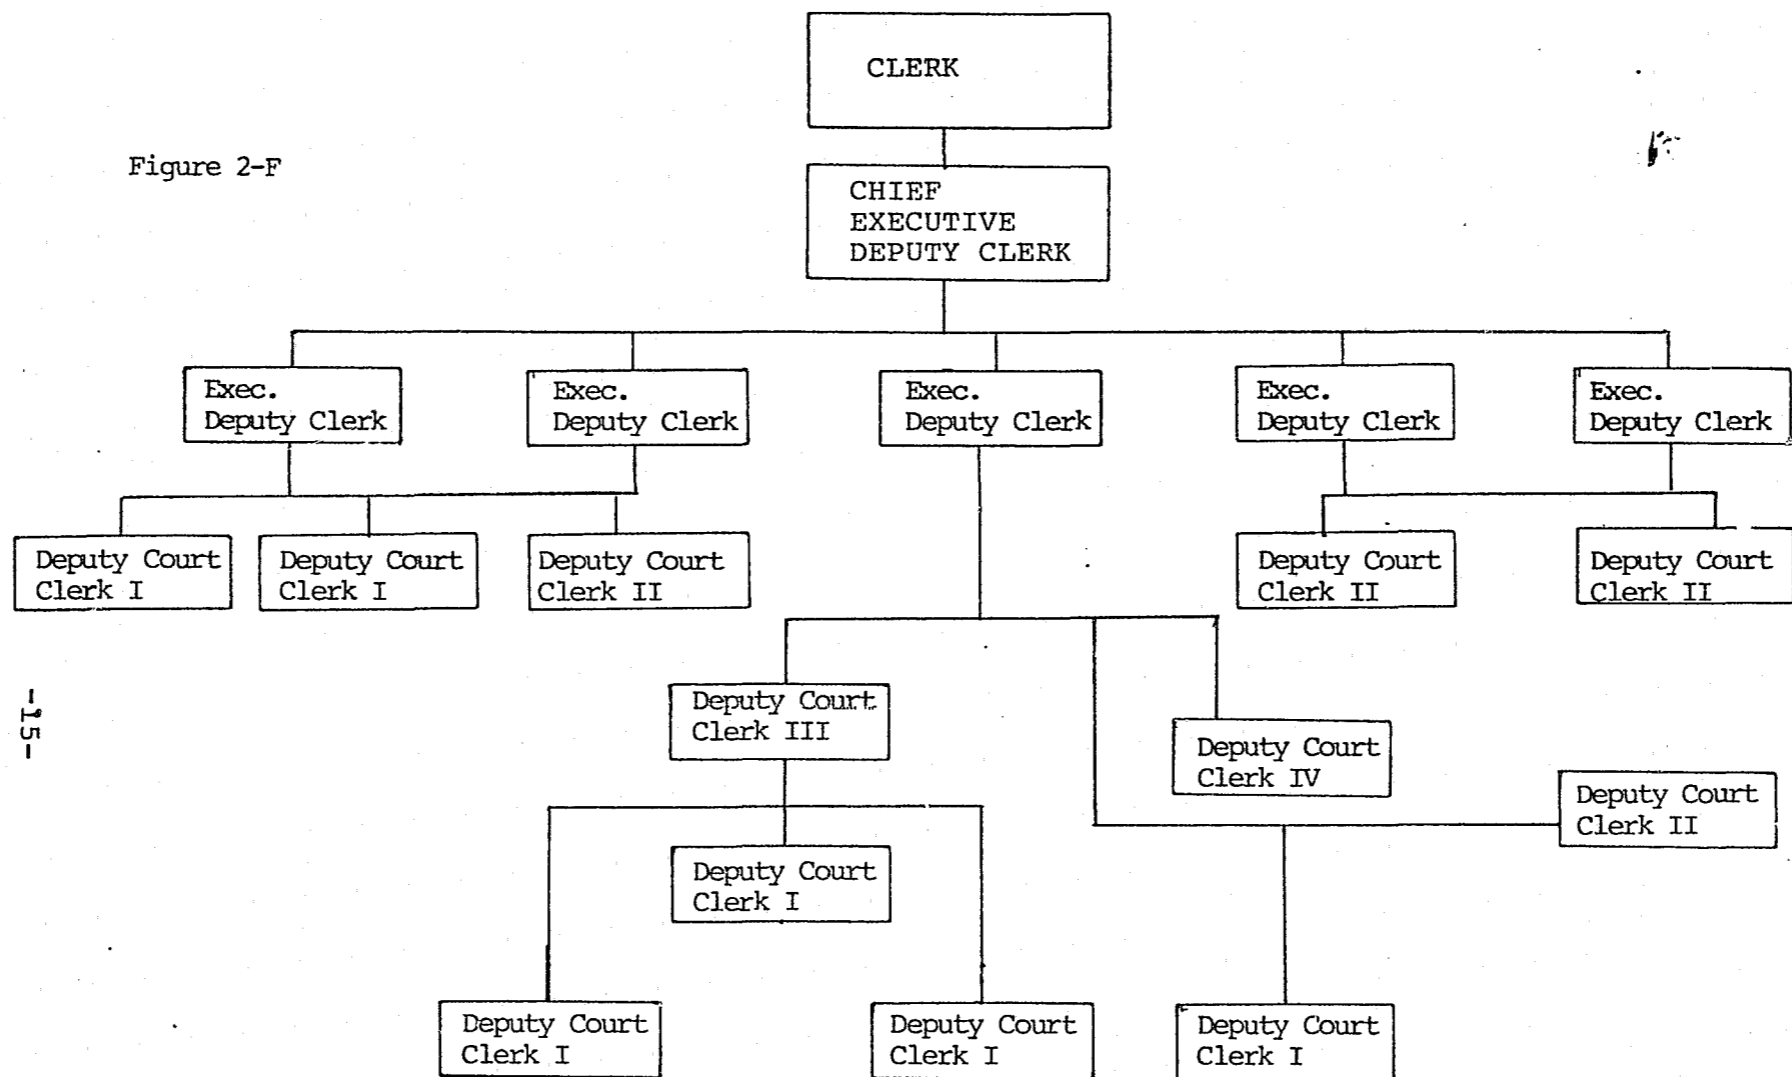 CLERK
Figure 2-F
CHIEF
EXECUTIVE
DEPUTY CLERK
Exec.
Deputy Clerk
Exec.
Deputy Clerk
Exec.
Deputy Clerk
Exec.
Deputy Clerk
Exec.
Deputy Clerk
Deputy Court
Clerk I
Deputy Court
Clerk I
Deputy Court
Clerk II
Deputy Court
Clerk II
Deputy Court
Clerk II
Deputy Court
Clerk III
Deputy Court
Clerk IV
Deputy Court
Clerk II
Deputy Court
Clerk I
Deputy Court
Clerk I
Deputy Court
Clerk I
Deputy Court
Clerk I
-15-